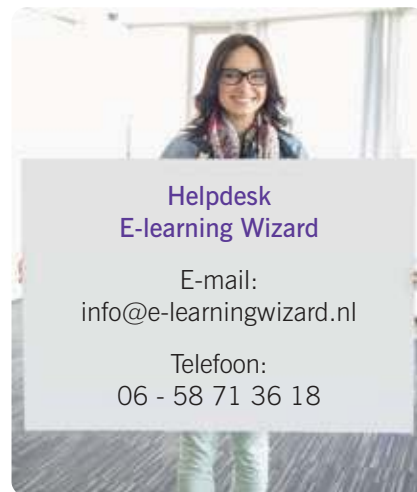 Helpdesk
E-learning Wizard
E-mail:
info@e-learningwizard.nl
Telefoon:
06 - 58 71 36 18